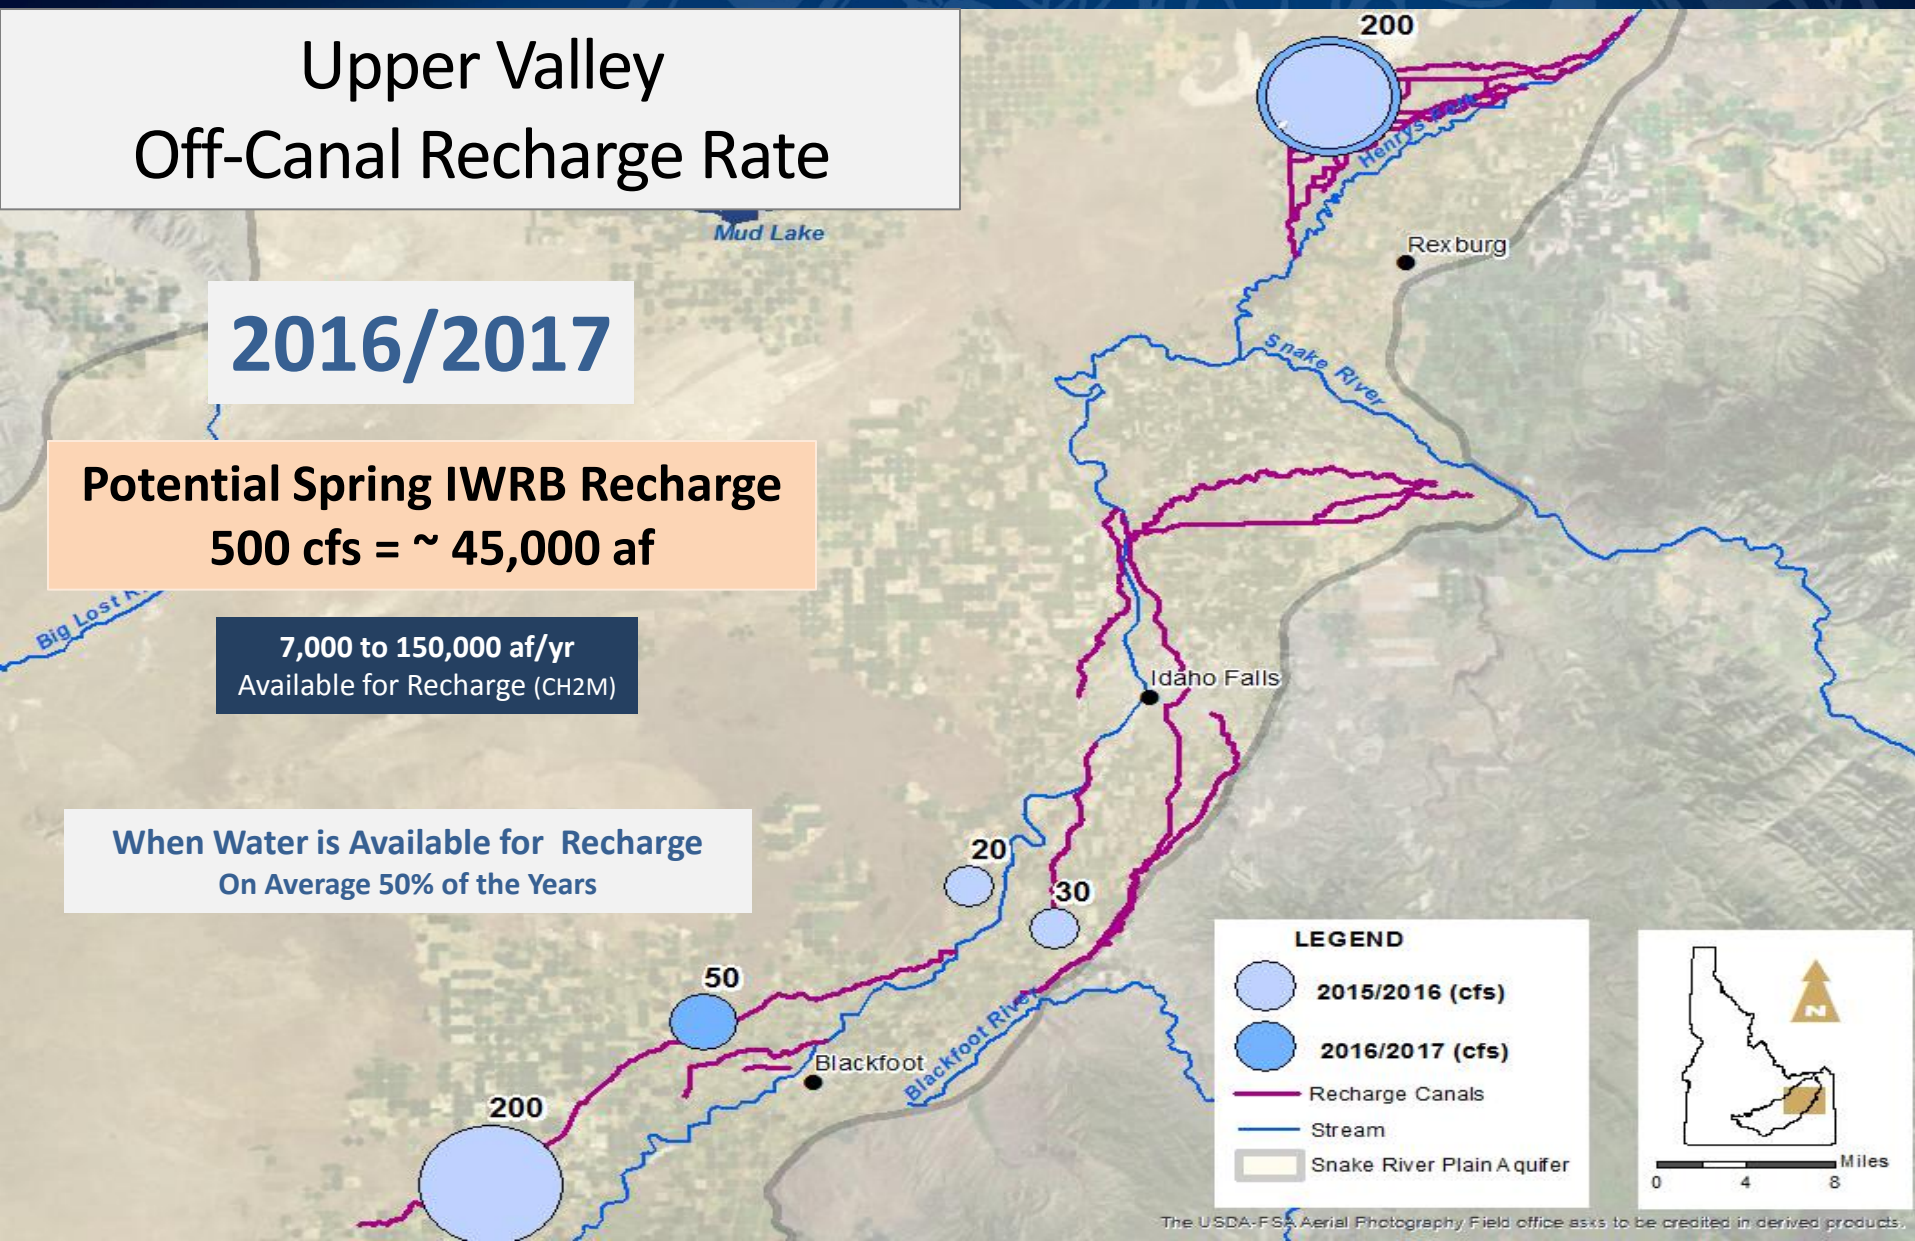 Upper Valley
Off-Canal Recharge Rate
200
Henrys Fork
Mud Lake
Rexburg
2016/2017
Snake River
Potential Spring IWRB Recharge
500 cfs = ~ 45,000 af
Big Lost
7,000 to 150,000 af/yr
Available for Recharge (CH2M)
Idaho Falls
When Water is Available for  Recharge
On Average 50% of the Years
20
30
50
Blackfoot River
Blackfoot
200
LEGEND
2015/2016 (cfs)
2016/2017 (cfs)
Recharge Canals
Stream
Snake River Plain Aquifer
N
Miles
0 4 8
The USDA-FSA Aerial Photography Field office asks to be credited in derived products.